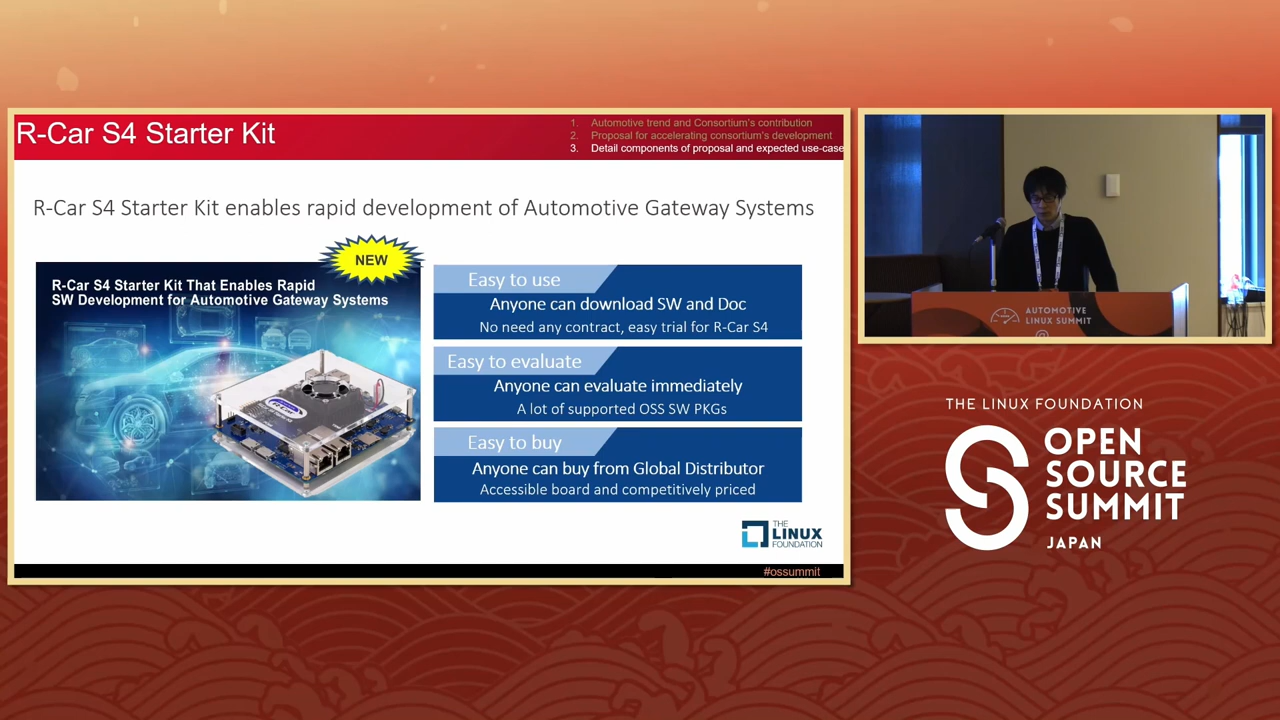 R-Car S4 Starter Kit
1. Automotive trend and Consortium's contribution
2. Proposal for accelerating consortium's development
3. Detail components of proposal and expected use-case
R-Car S4 Starter Kit enables rapid development of Automotive Gateway Systems
NEW
R-Car S4 Starter Kit That Enables Rapid
SW Development for Automotive Gateway Systems
R-Car
Easy to use
Anyone can download SW and Doc
No need any contract, easy trial for R-Car S4
Easy to evaluate
Anyone can evaluate immediately
A lot of supported OSS SW PKGs
Easy to buy
Anyone can buy from Global Distributor
Accessible board and competitively priced
THE
LINUX
FOUNDATION
#ossummit
AUTOMOTIVE
LINUX SUMMIT
THE LINUX FOUNDATION
OPEN
SOURCE
SUMMIT
JAPAN